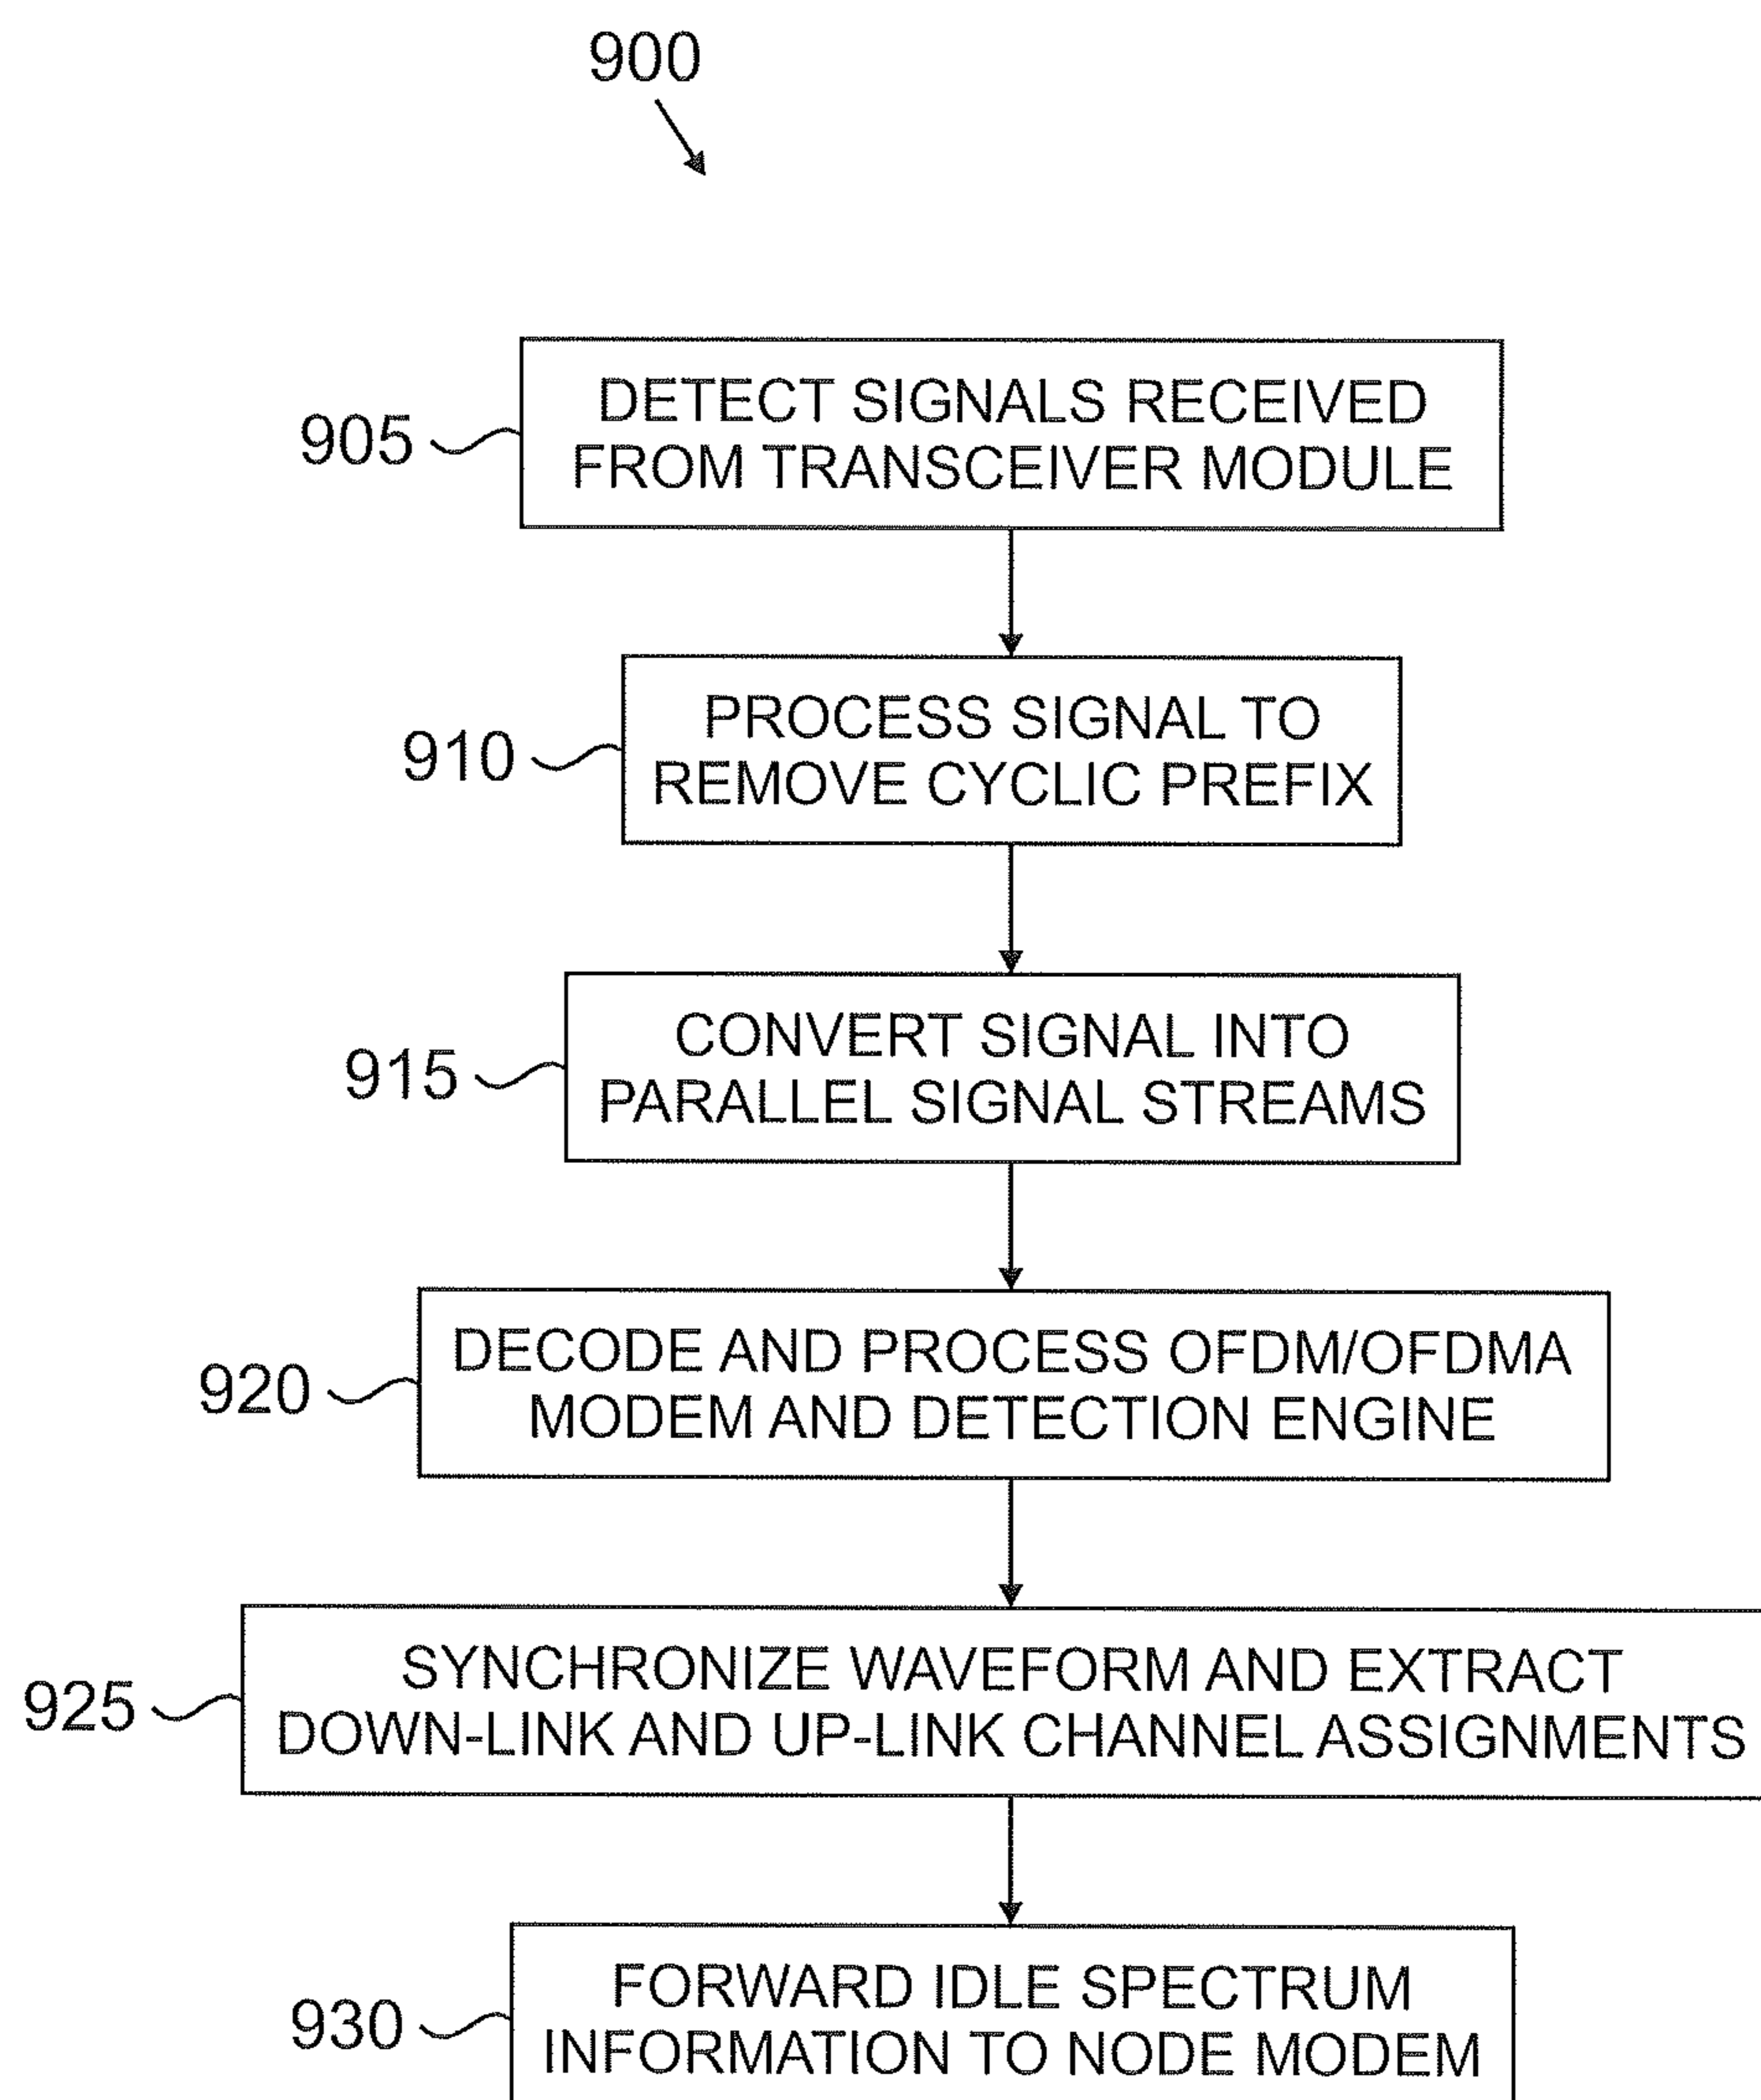 900
905
DETECT SIGNALS RECEIVED
FROM TRANSCEIVER MODULE
910
PROCESS SIGNAL TO
REMOVE CYCLIC PREFIX
915
CONVERT SIGNAL INTO
PARALLEL SIGNAL STREAMS
920
DECODE AND PROCESS OFDM/OFDMA
MODEM AND DETECTION ENGINE
925
SYNCHRONIZE WAVEFORM AND EXTRACT
DOWN-LINK AND UP-LINK CHANNEL ASSIGNMENTS
930
FORWARD IDLE SPECTRUM
INFORMATION TO NODE MODEM